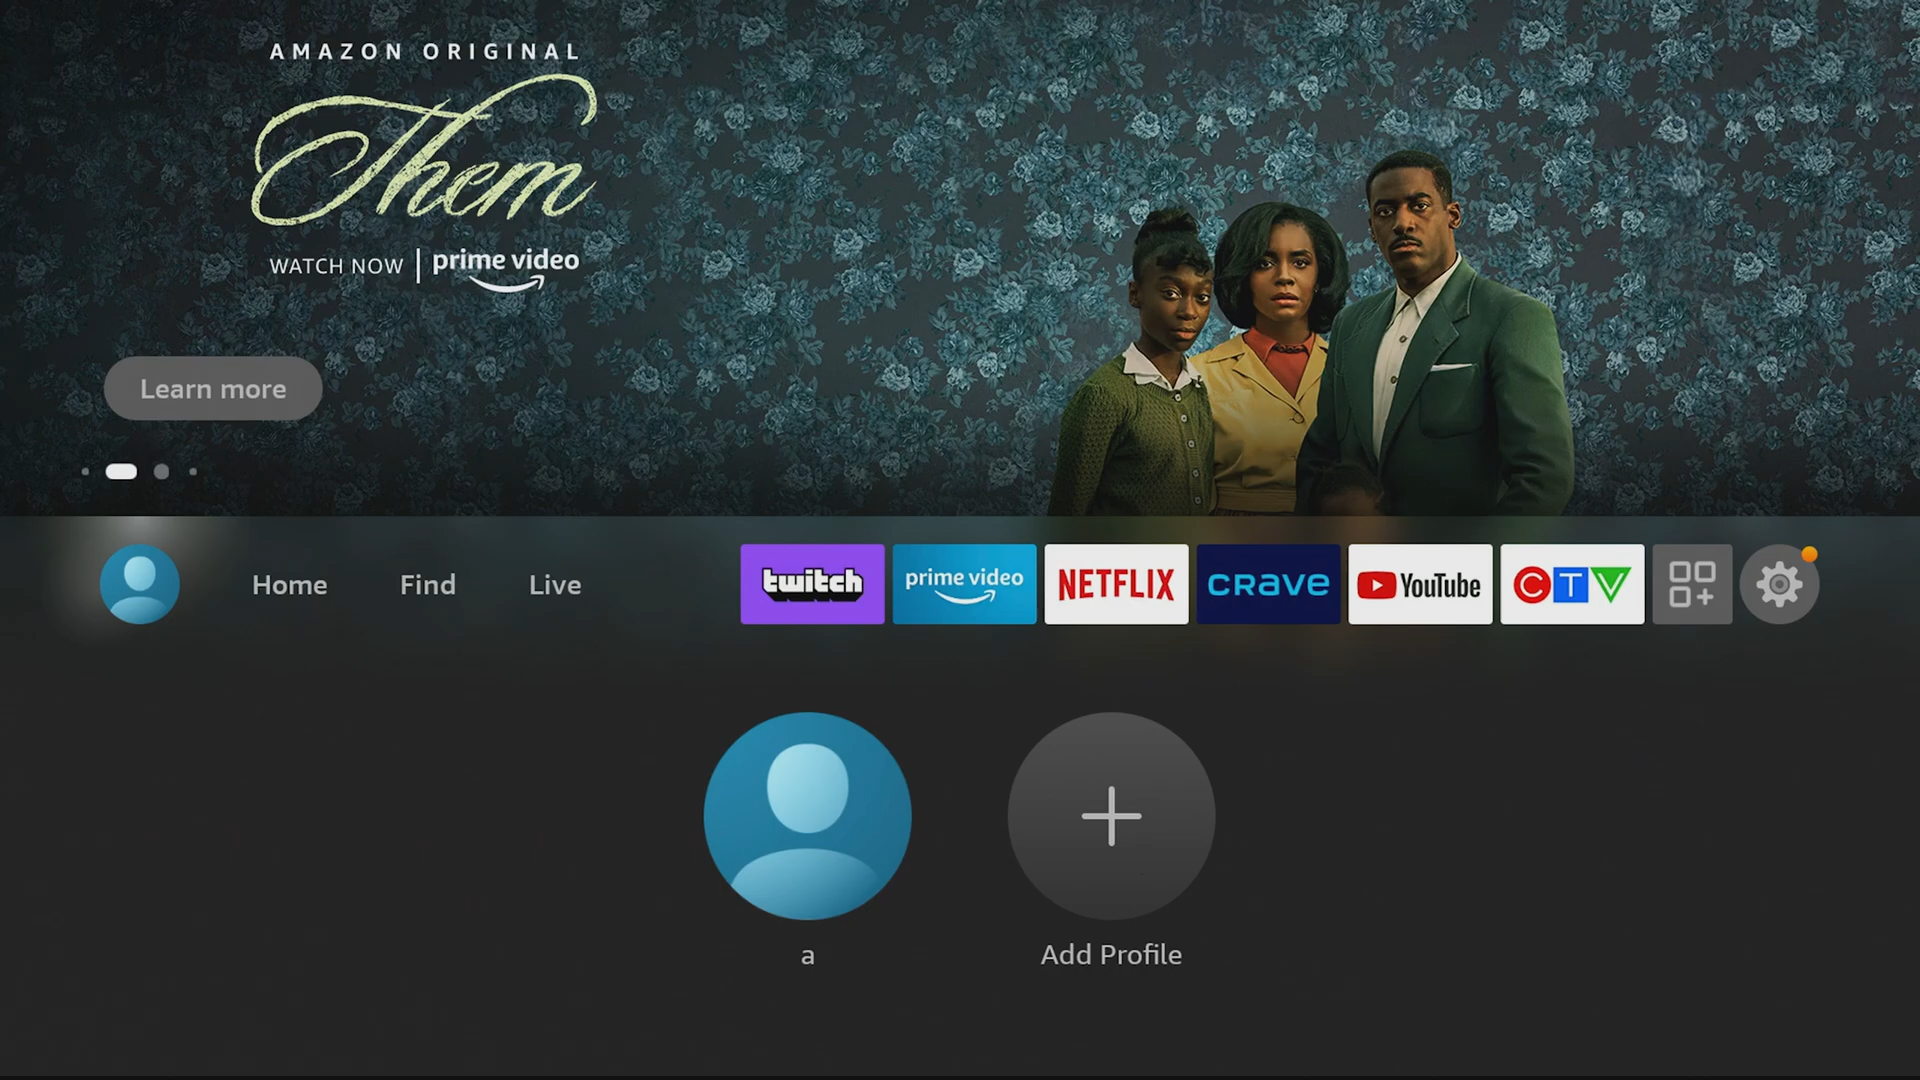 AMAZON ORIGINAL
Them
WATCH NOW | prime video
Learn more
Home Find Live twitch prime video NETFLIX CRAVE YouTube CTV
a Add Profile